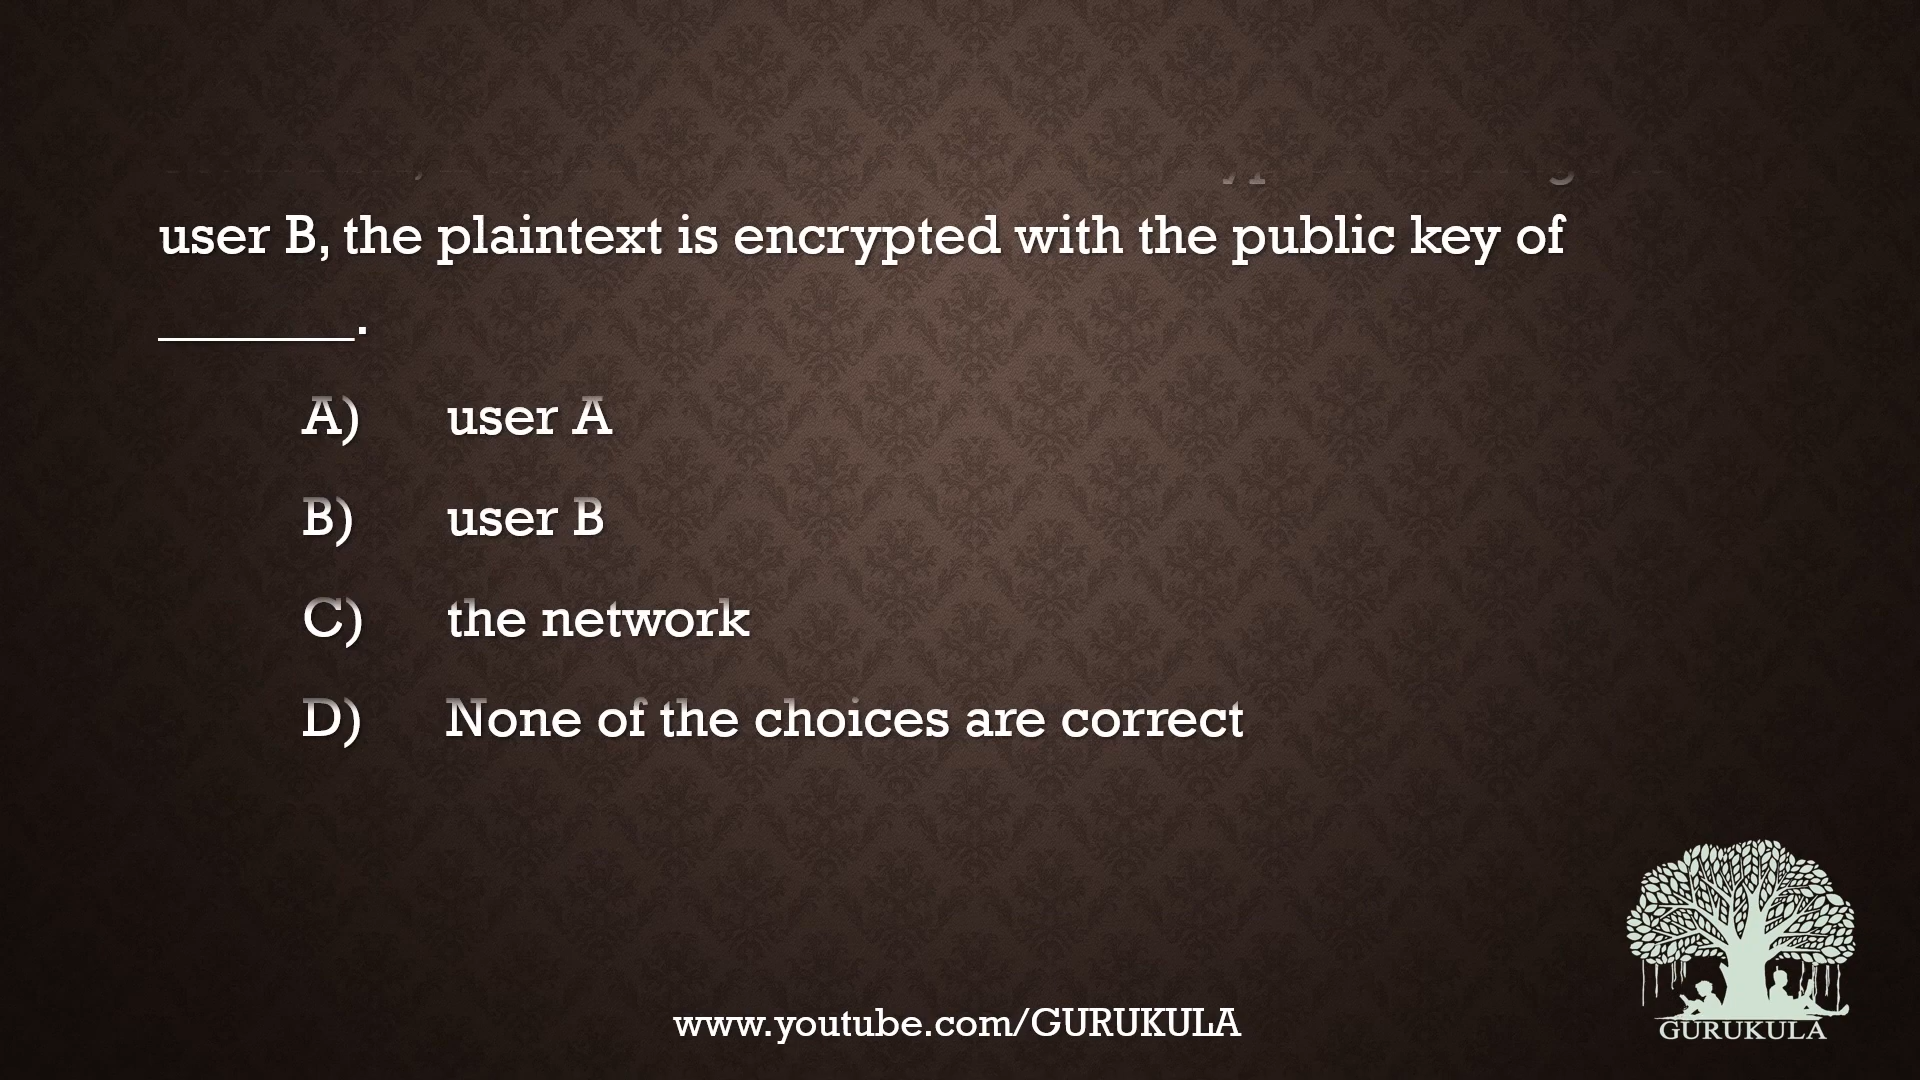 user B, the plaintext is encrypted with the public key of
_______.
A) user A
B) user B
C) the network
D) None of the choices are correct
GURUKULA
www.youtube.com/GURUKULA